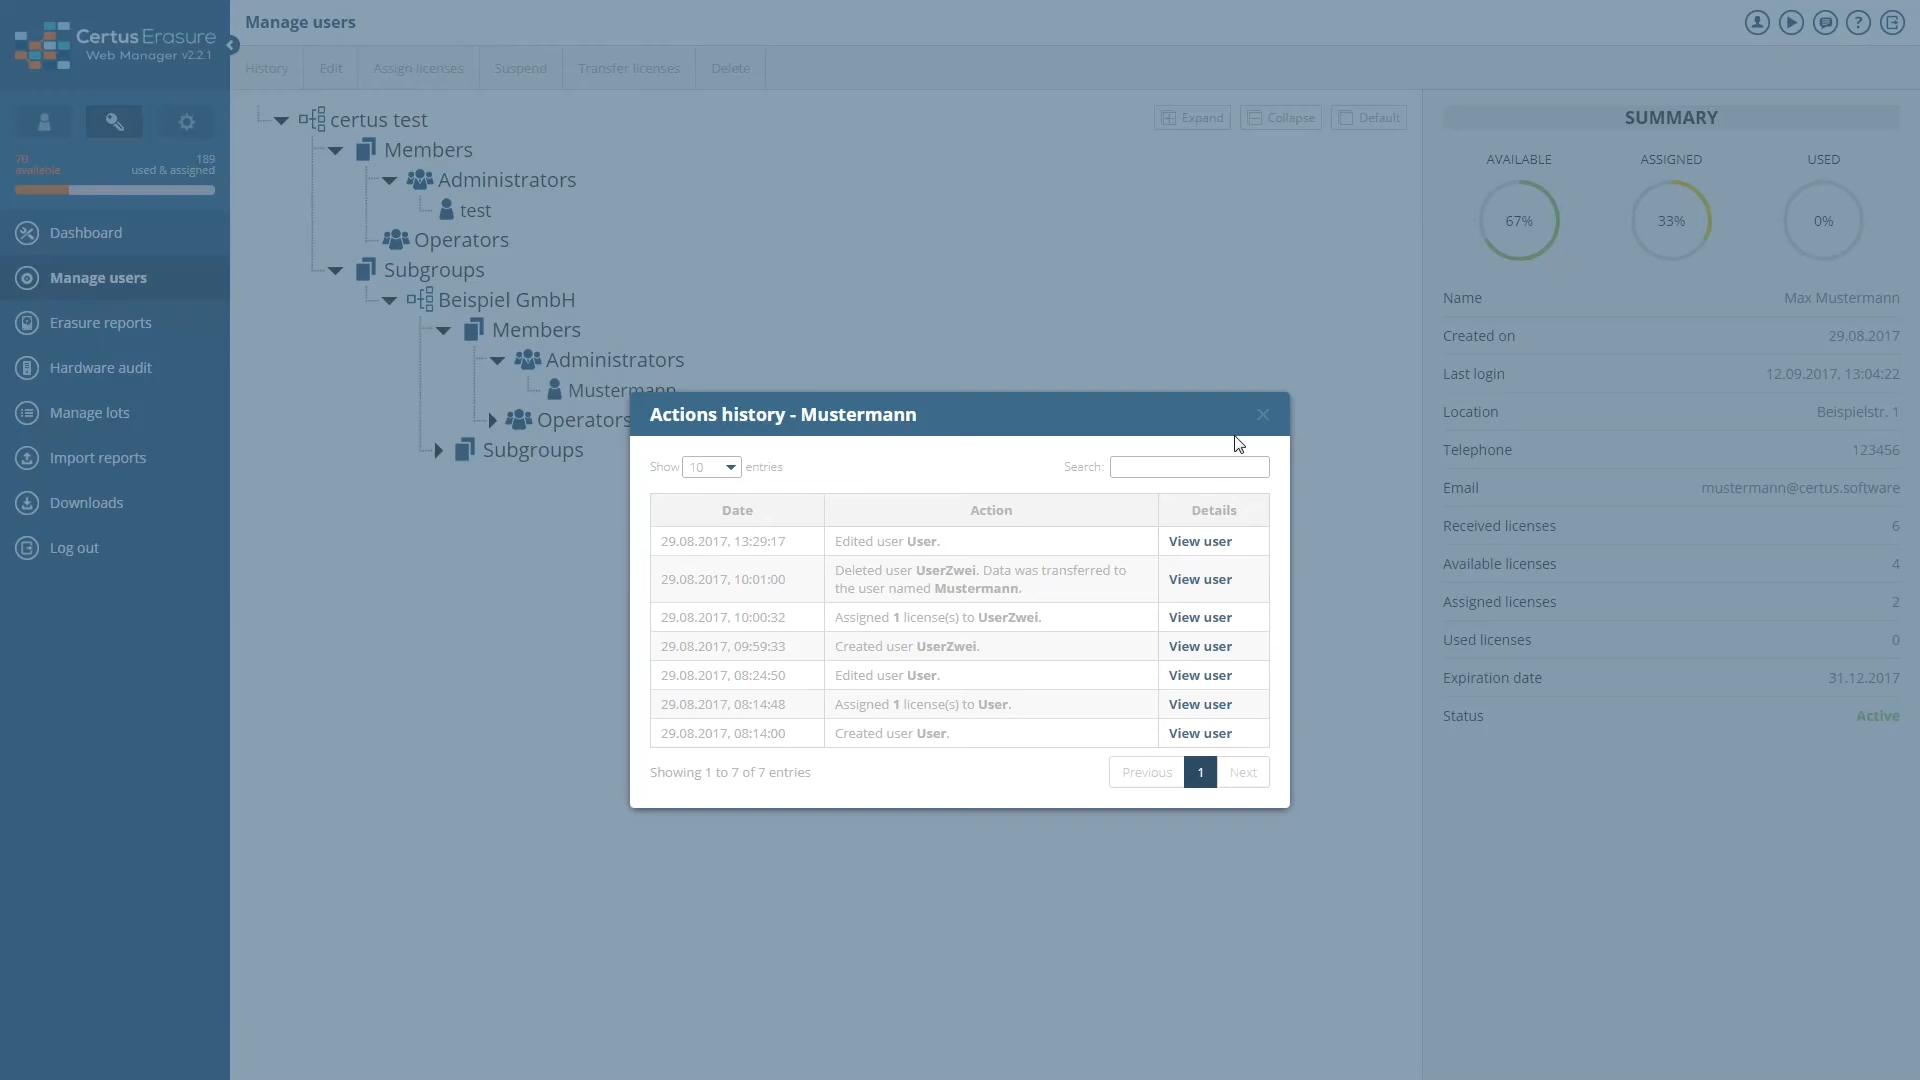 Certus Erasure
Web Manager v2.2.1
70
available
189
used & assigned
Dashboard
Manage users
Erasure reports
Hardware audit
Manage lots
Import reports
Downloads
Log out
Manage users
History
Edit
Assign licenses
Suspend
Transfer licenses
Delete
Expand
Collapse
Default
certus test
Members
Administrators
test
Operators
Subgroups
Beispiel GmbH
Members
Administrators
Mustermann
Operators
Subgroups
Actions history - Mustermann
Show 10 entries
Search:
Date Action Details
29.08.2017, 13:29:17 Edited user User. View user
29.08.2017, 10:01:00 Deleted user UserZwei. Data was transferred to
the user named Mustermann. View user
29.08.2017, 10:00:32 Assigned 1 license(s) to UserZwei. View user
29.08.2017, 09:59:33 Created user UserZwei. View user
29.08.2017, 08:24:50 Edited user User. View user
29.08.2017, 08:14:48 Assigned 1 license(s) to User. View user
29.08.2017, 08:14:00 Created user User. View user
Showing 1 to 7 of 7 entries
Previous 1 Next
SUMMARY
AVAILABLE ASSIGNED USED
67% 33% 0%
Name Max Mustermann
Created on 29.08.2017
Last login 12.09.2017, 13:04:22
Location Beispielstr. 1
Telephone 123456
Email mustermann@certus.software
Received licenses 6
Available licenses 4
Assigned licenses 2
Used licenses 0
Expiration date 31.12.2017
Status Active